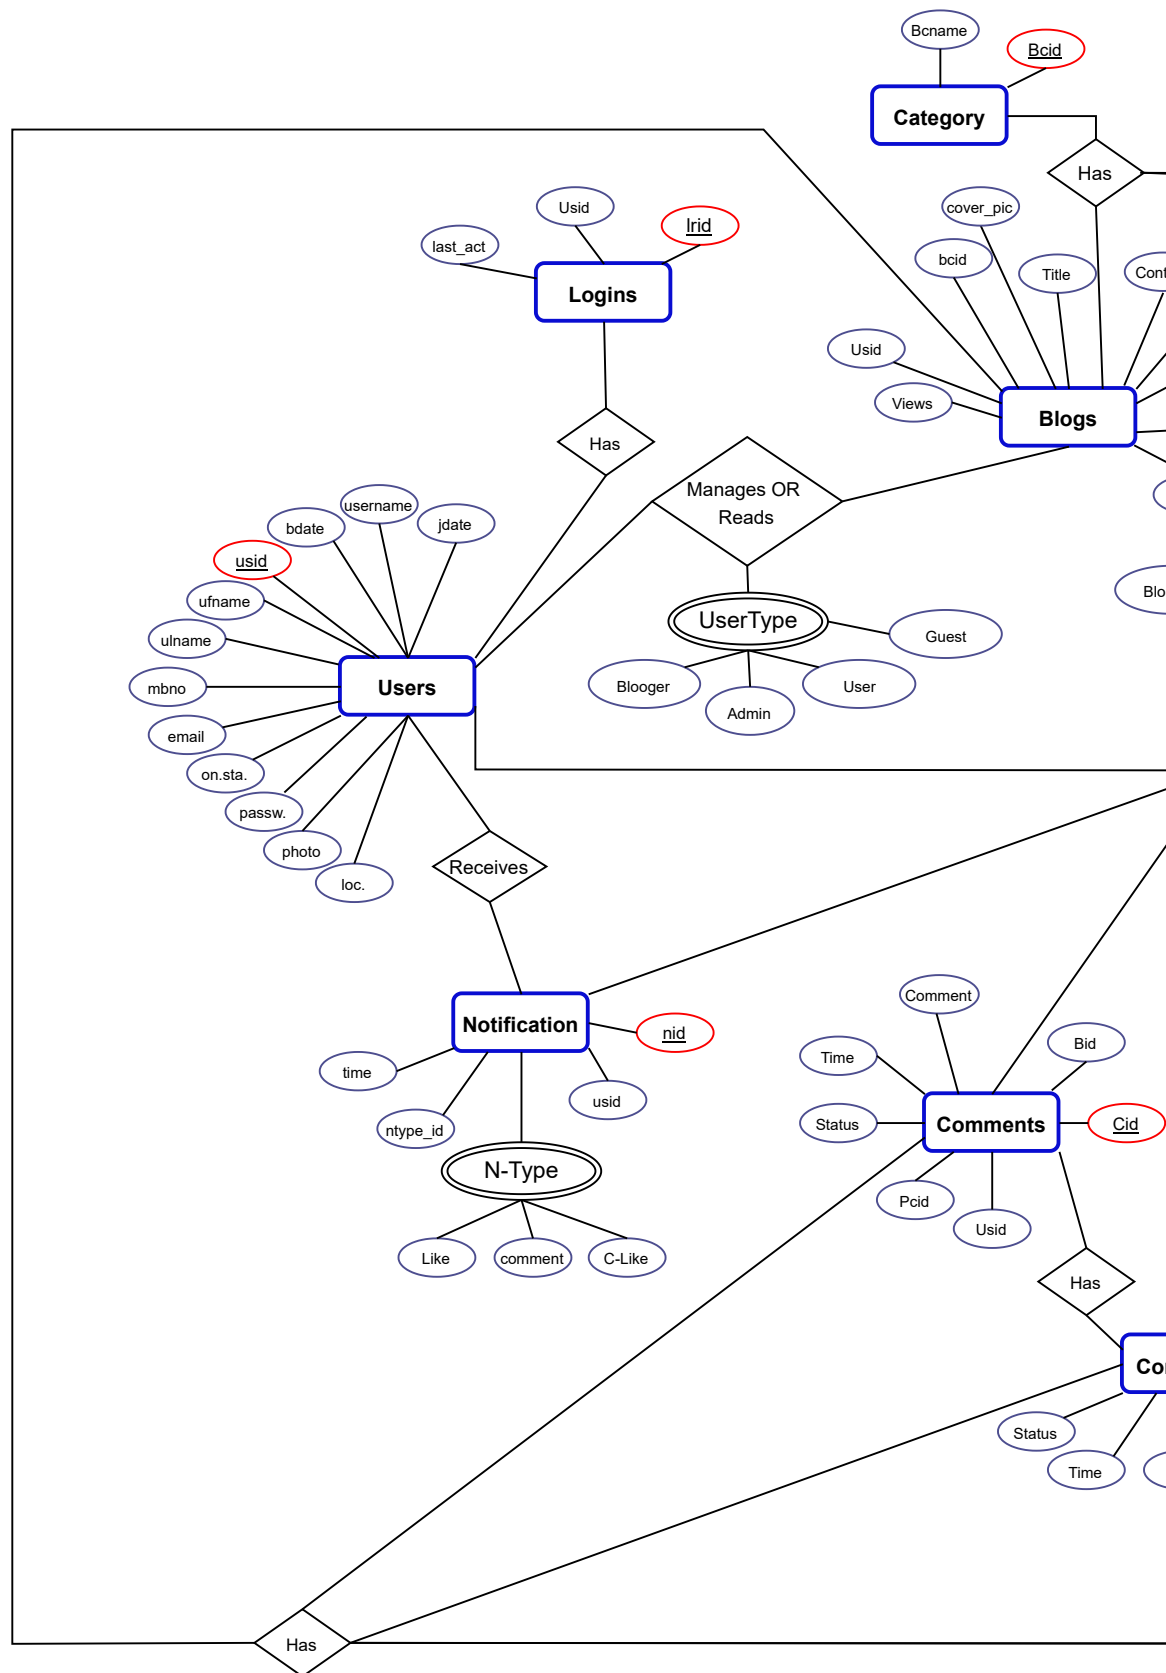 Bcname
Bcid
Category
Has
Usid
lrid
last_act
Logins
cover_pic
bcid
Title
Cont
Usid
Views
Blogs
Has
Manages OR
Reads
username
bdate
jdate
usid
ufname
ulname
mbno
email
on.sta.
passw.
photo
loc.
Users
UserType
Guest
Blooger
Admin
User
Blo
Receives
Notification
nid
time
ntype_id
usid
N-Type
Like
comment
C-Like
Comment
Time
Bid
Status
Comments
Cid
Pcid
Usid
Has
Co
Status
Time
Has